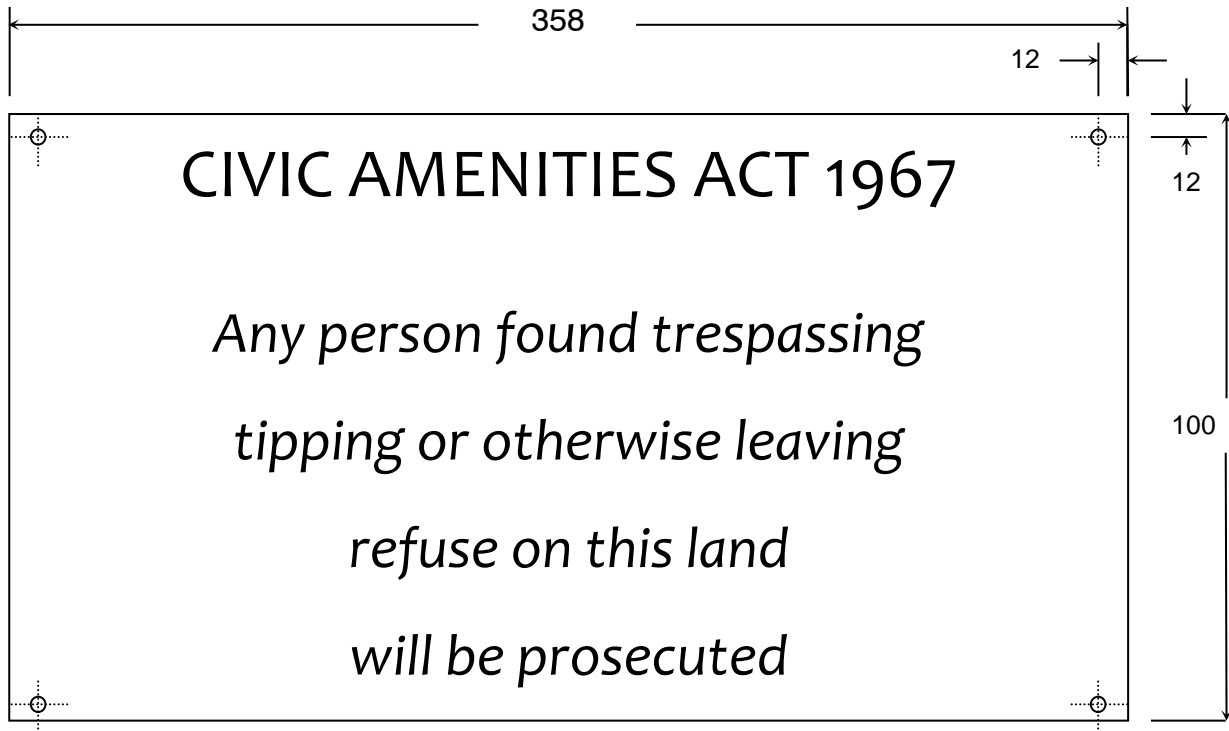 358
12
12
CIVIC AMENITIES ACT 1967
Any person found trespassing
tipping or otherwise leaving
100
refuse on this land
will be prosecuted